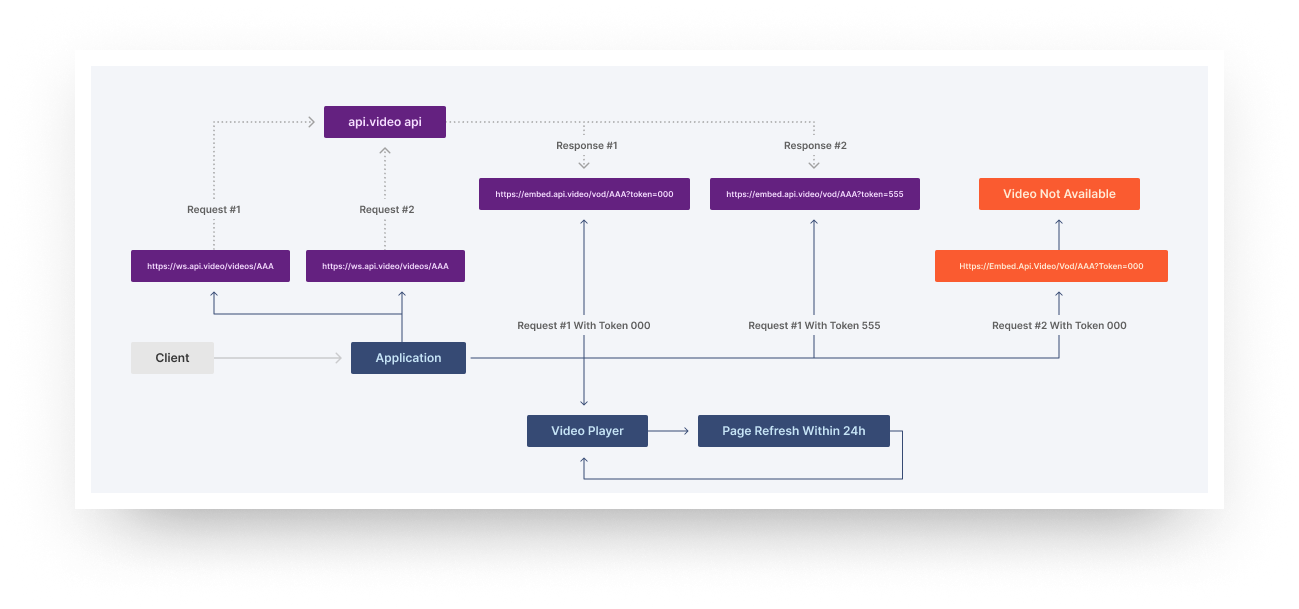 api.video api
Response #1
Response #2
https://embed.api.video/vod/AAA?token=000
https://embed.api.video/vod/AAA?token=555
Video Not Available
Request #1
Request #2
https://ws.api.video/videos/AAA
https://ws.api.video/videos/AAA
Https://Embed.Api.Video/Vod/AAA?Token=000
Request #1 With Token 000
Request #1 With Token 555
Request #2 With Token 000
Client
Application
Video Player
Page Refresh Within 24h